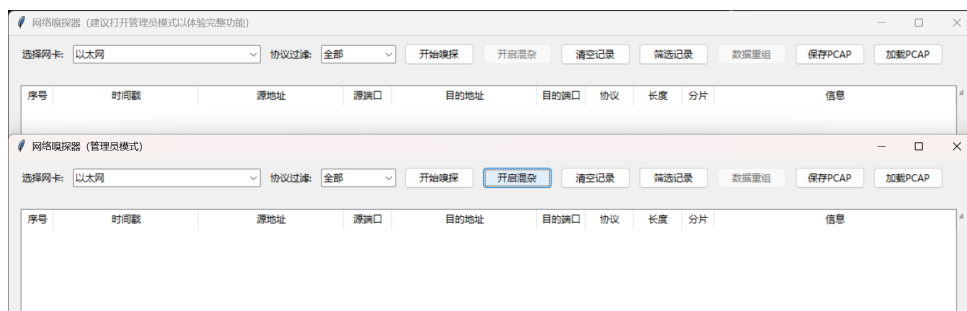 网络嗅探器（建议打开管理员模式以体验完整功能）
选择网卡: 以太网 协议过滤: 全部 开始嗅探 开启混杂 清空记录 筛选记录 数据重组 保存PCAP 加载PCAP
序号 时间戳 源地址 源端口 目的地址 目的端口 协议 长度 分片 信息
网络嗅探器（管理员模式）
选择网卡: 以太网 协议过滤: 全部 开始嗅探 开启混杂 清空记录 筛选记录 数据重组 保存PCAP 加载PCAP
序号 时间戳 源地址 源端口 目的地址 目的端口 协议 长度 分片 信息